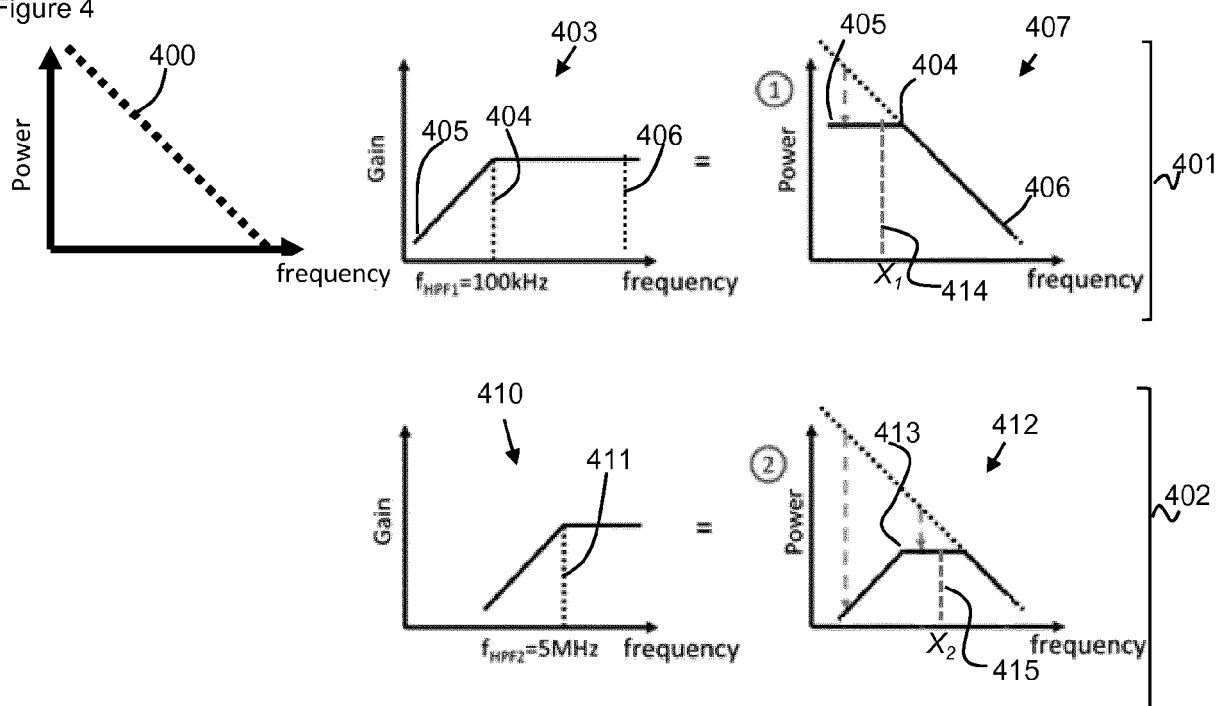 Figure 4
400
Power
frequency
403
405
404
406
Gain
f_HPF1=100kHz
frequency
=
1
405
407
404
406
Power
X₁
414
frequency
401
410
411
Gain
f_HPF2=5MHz
frequency
=
2
413
412
Power
X₂
415
frequency
402